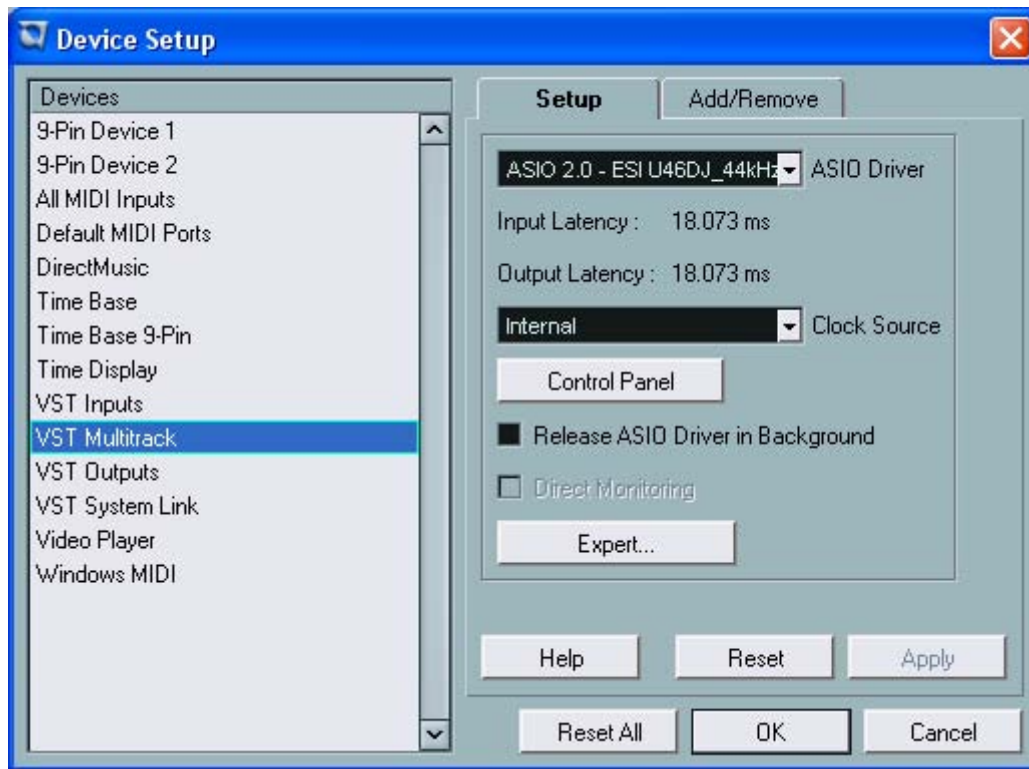 Device Setup
Devices
9-Pin Device 1
9-Pin Device 2
All MIDI Inputs
Default MIDI Ports
DirectMusic
Time Base
Time Base 9-Pin
Time Display
VST Inputs
VST Multitrack
VST Outputs
VST System Link
Video Player
Windows MIDI
Setup
Add/Remove
ASIO 2.0 - ESI U46DJ_44kHz ASIO Driver
Input Latency : 18.073 ms
Output Latency : 18.073 ms
Internal Clock Source
Control Panel
Release ASIO Driver in Background
Direct Monitoring
Expert...
Help Reset Apply
Reset All OK Cancel